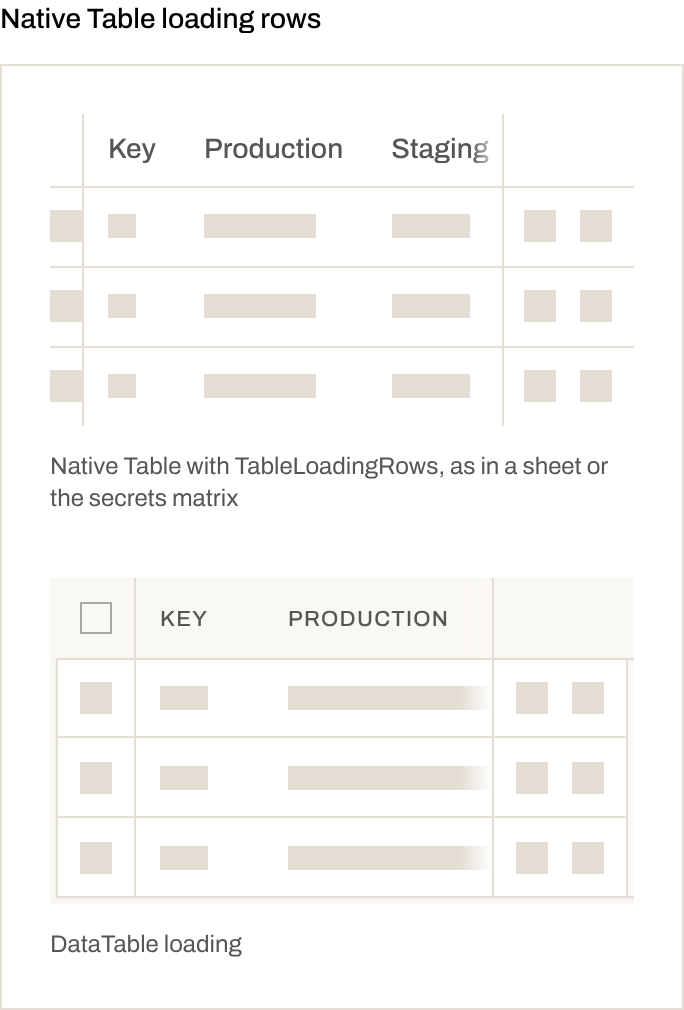 Native Table loading rows
Key Production Staging
Native Table with TableLoadingRows, as in a sheet or
the secrets matrix
KEY PRODUCTION
DataTable loading